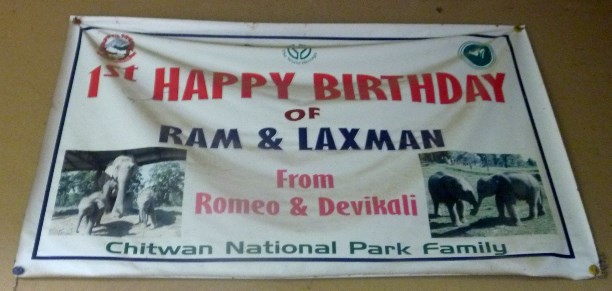 1st HAPPY BIRTHDAY
OF
RAM & LAXMAN
From
Romeo & Devikali
Chitwan National Park Family